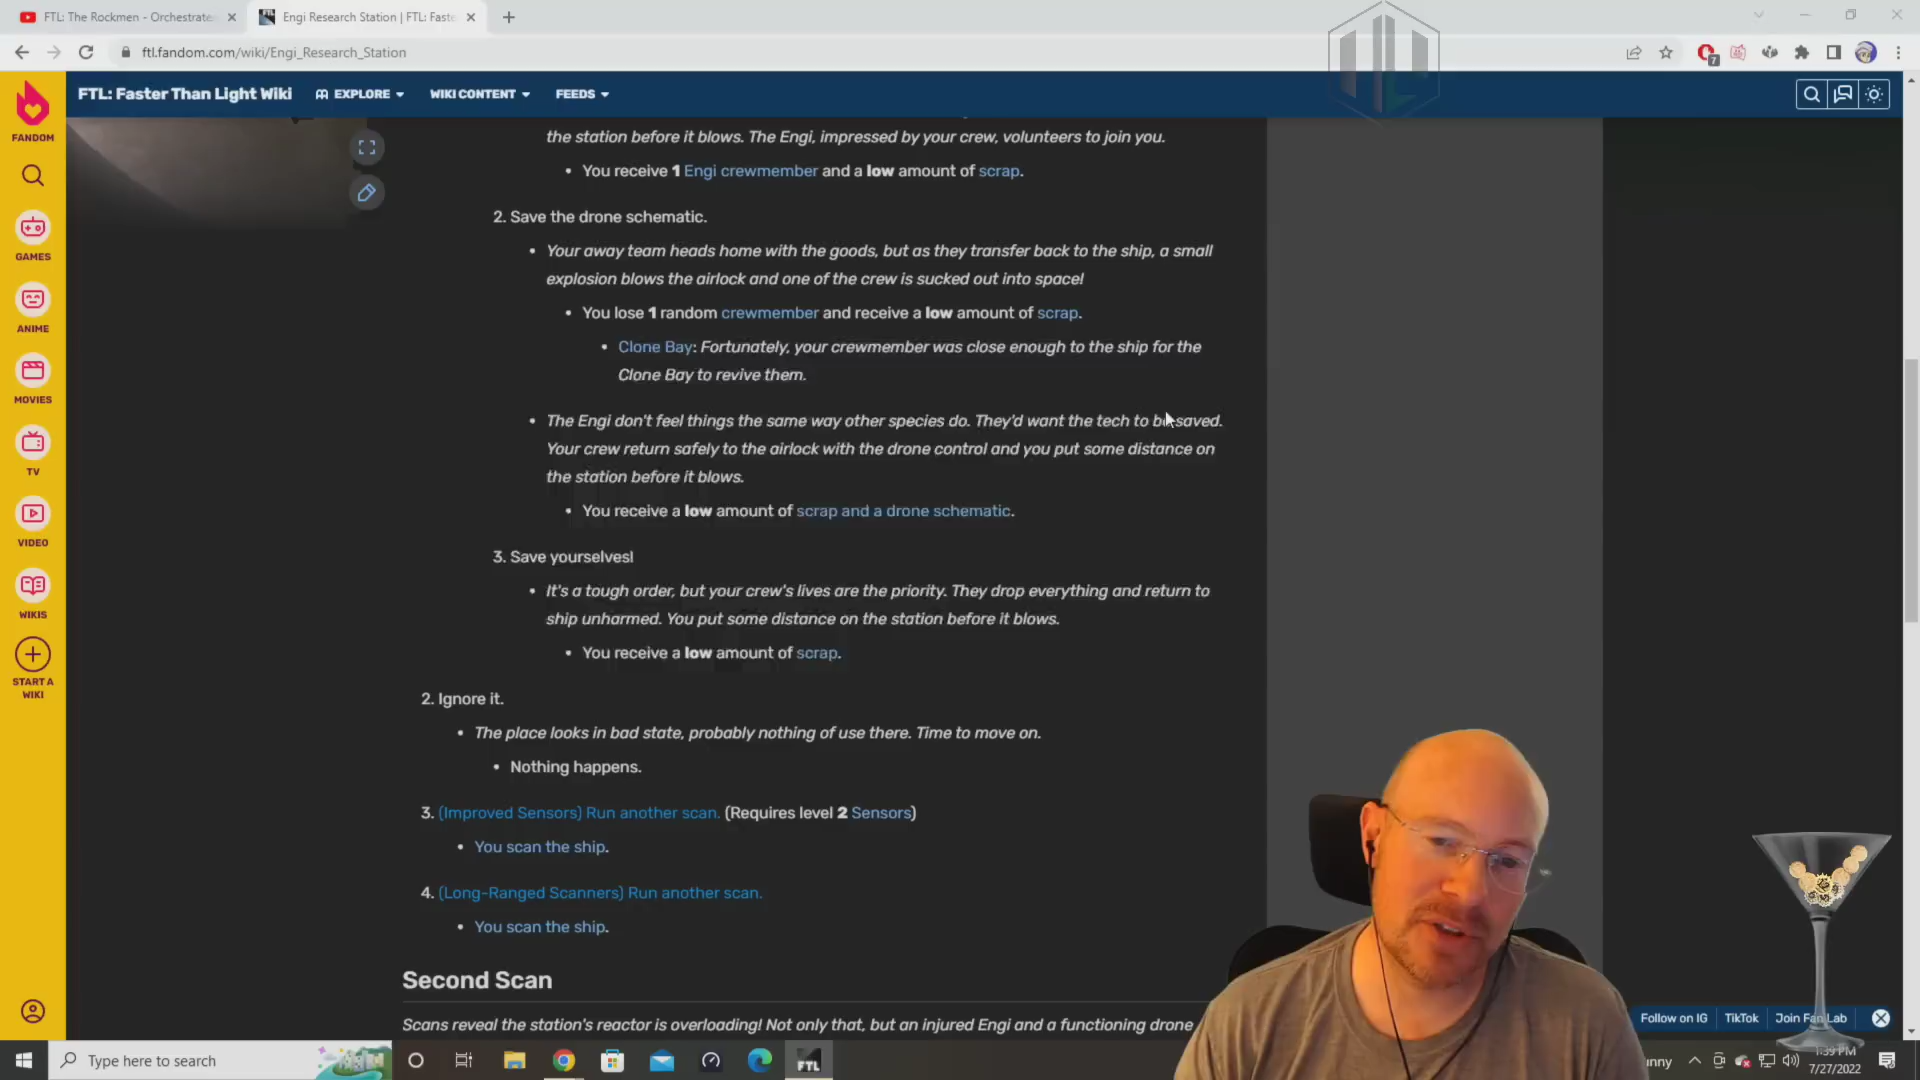 FTL: The Rockmen - Orchestrate
Engi Research Station | FTL: Faste
ftl.fandom.com/wiki/Engi_Research_Station
7
FANDOM
GAMES
ANIME
MOVIES
TV
VIDEO
WIKIS
START A
WIKI
FTL: Faster Than Light Wiki
EXPLORE
WIKI CONTENT
FEEDS
the station before it blows. The Engi, impressed by your crew, volunteers to join you.
• You receive 1 Engi crewmember and a low amount of scrap.
2. Save the drone schematic.
• Your away team heads home with the goods, but as they transfer back to the ship, a small
explosion blows the airlock and one of the crew is sucked out into space!
• You lose 1 random crewmember and receive a low amount of scrap.
• Clone Bay: Fortunately, your crewmember was close enough to the ship for the
Clone Bay to revive them.
• The Engi don't feel things the same way other species do. They'd want the tech to be saved.
Your crew return safely to the airlock with the drone control and you put some distance on
the station before it blows.
• You receive a low amount of scrap and a drone schematic.
3. Save yourselves!
• It's a tough order, but your crew's lives are the priority. They drop everything and return to
ship unharmed. You put some distance on the station before it blows.
• You receive a low amount of scrap.
2. Ignore it.
• The place looks in bad state, probably nothing of use there. Time to move on.
• Nothing happens.
3. (Improved Sensors) Run another scan. (Requires level 2 Sensors)
• You scan the ship.
4. (Long-Ranged Scanners) Run another scan.
• You scan the ship.
Second Scan
Scans reveal the station's reactor is overloading! Not only that, but an injured Engi and a functioning drone
Follow on IG
TikTok
Join Fan Lab
Type here to search
FTL
nny
1:39 PM
7/27/2022